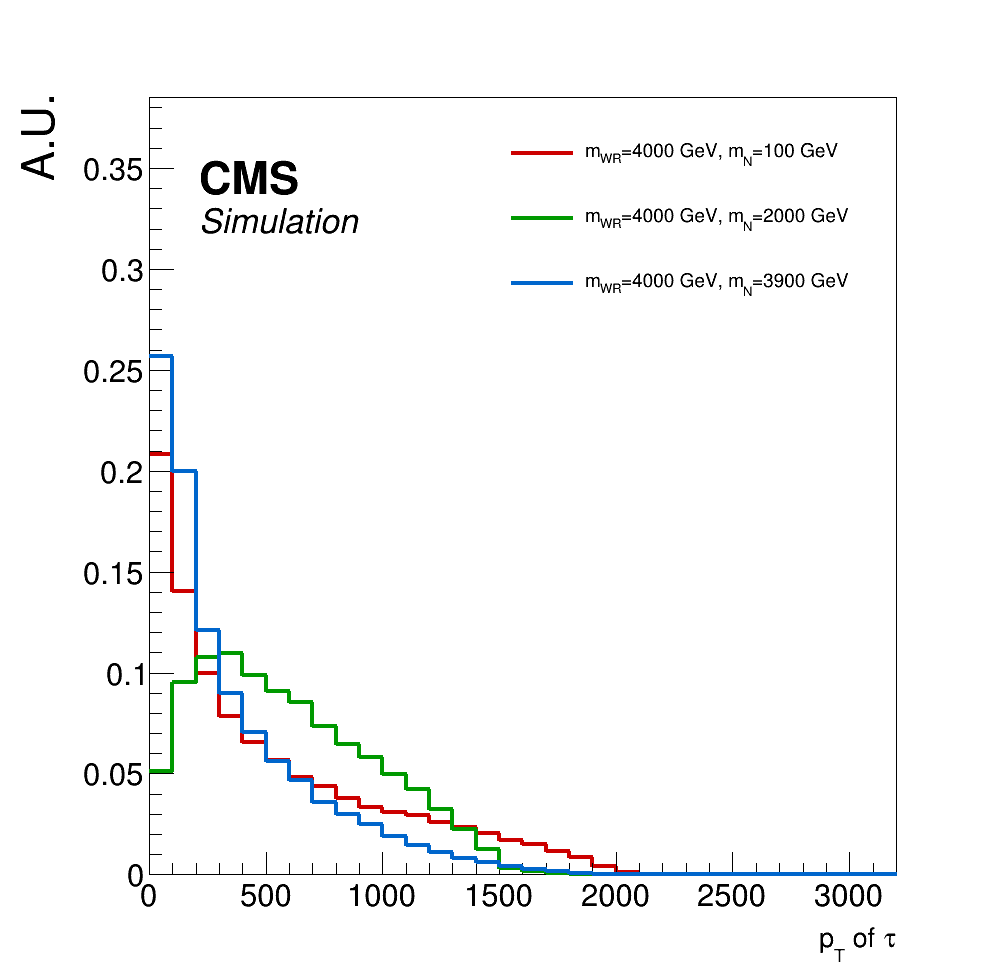 A.U.
CMS
Simulation
m_WR=4000 GeV, m_N=100 GeV
m_WR=4000 GeV, m_N=2000 GeV
m_WR=4000 GeV, m_N=3900 GeV
0.35
0.3
0.25
0.2
0.15
0.1
0.05
0
0 500 1000 1500 2000 2500 3000
p_T of τ